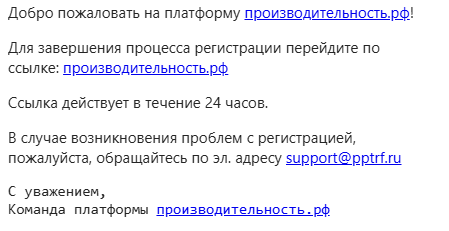 Добро пожаловать на платформу производительность.рф!
Для завершения процесса регистрации перейдите по
ссылке: производительность.рф
Ссылка действует в течение 24 часов.
В случае возникновения проблем с регистрацией,
пожалуйста, обращайтесь по эл. адресу support@pptrf.ru
С уважением,
Команда платформы производительность.рф